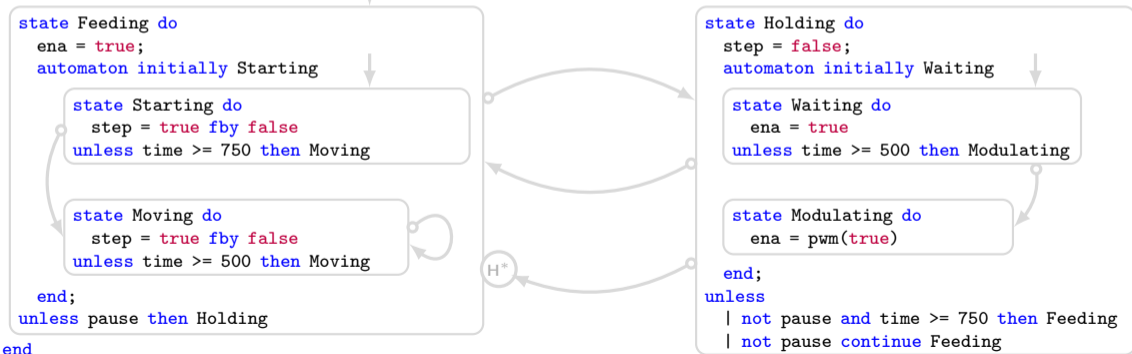 state Feeding do
ena = true;
automaton initially Starting
state Starting do
step = true fby false
unless time >= 750 then Moving
state Moving do
step = true fby false
unless time >= 500 then Moving
end;
unless pause then Holding
end
H*
state Holding do
step = false;
automaton initially Waiting
state Waiting do
ena = true
unless time >= 500 then Modulating
state Modulating do
ena = pwm(true)
end;
unless
| not pause and time >= 750 then Feeding
| not pause continue Feeding